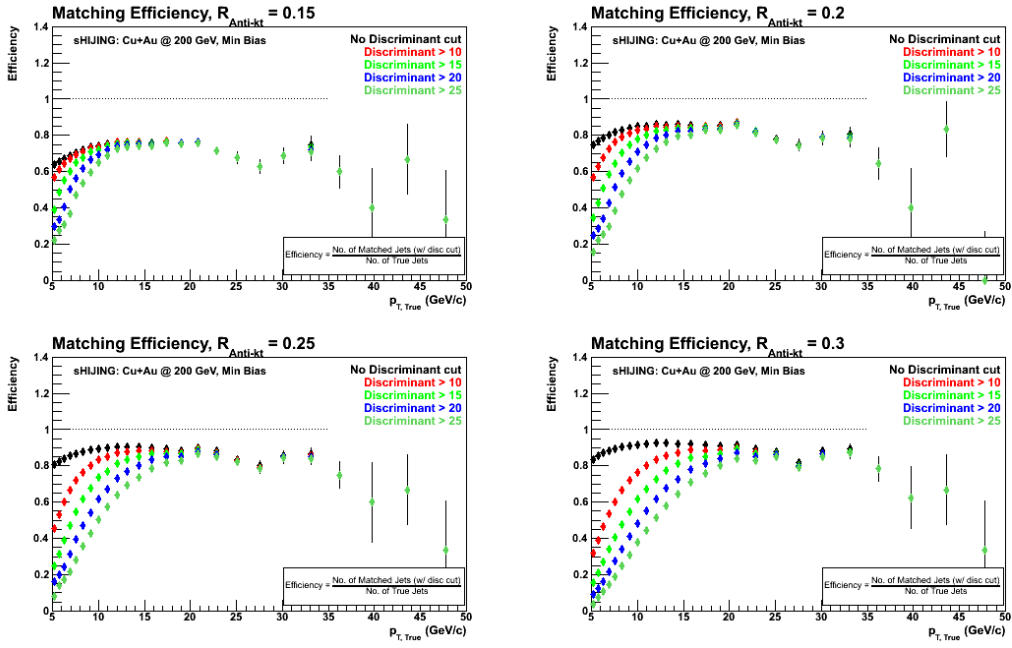 Matching Efficiency, R Anti-kt = 0.15
Efficiency
1.4
1.2
1
0.8
0.6
0.4
0.2
0
sHIJING: Cu+Au @ 200 GeV, Min Bias
No Discriminant cut
Discriminant > 10
Discriminant > 15
Discriminant > 20
Discriminant > 25
Efficiency = No. of Matched Jets (w/ disc cut)
No. of True Jets
5 10 15 20 25 30 35 40 45 50
p T, True (GeV/c)
Matching Efficiency, R Anti-kt = 0.2
Efficiency
1.4
1.2
1
0.8
0.6
0.4
0.2
0
sHIJING: Cu+Au @ 200 GeV, Min Bias
No Discriminant cut
Discriminant > 10
Discriminant > 15
Discriminant > 20
Discriminant > 25
Efficiency = No. of Matched Jets (w/ disc cut)
No. of True Jets
5 10 15 20 25 30 35 40 45 50
p T, True (GeV/c)
Matching Efficiency, R Anti-kt = 0.25
Efficiency
1.4
1.2
1
0.8
0.6
0.4
0.2
0
sHIJING: Cu+Au @ 200 GeV, Min Bias
No Discriminant cut
Discriminant > 10
Discriminant > 15
Discriminant > 20
Discriminant > 25
Efficiency = No. of Matched Jets (w/ disc cut)
No. of True Jets
5 10 15 20 25 30 35 40 45 50
p T, True (GeV/c)
Matching Efficiency, R Anti-kt = 0.3
Efficiency
1.4
1.2
1
0.8
0.6
0.4
0.2
0
sHIJING: Cu+Au @ 200 GeV, Min Bias
No Discriminant cut
Discriminant > 10
Discriminant > 15
Discriminant > 20
Discriminant > 25
Efficiency = No. of Matched Jets (w/ disc cut)
No. of True Jets
5 10 15 20 25 30 35 40 45 50
p T, True (GeV/c)